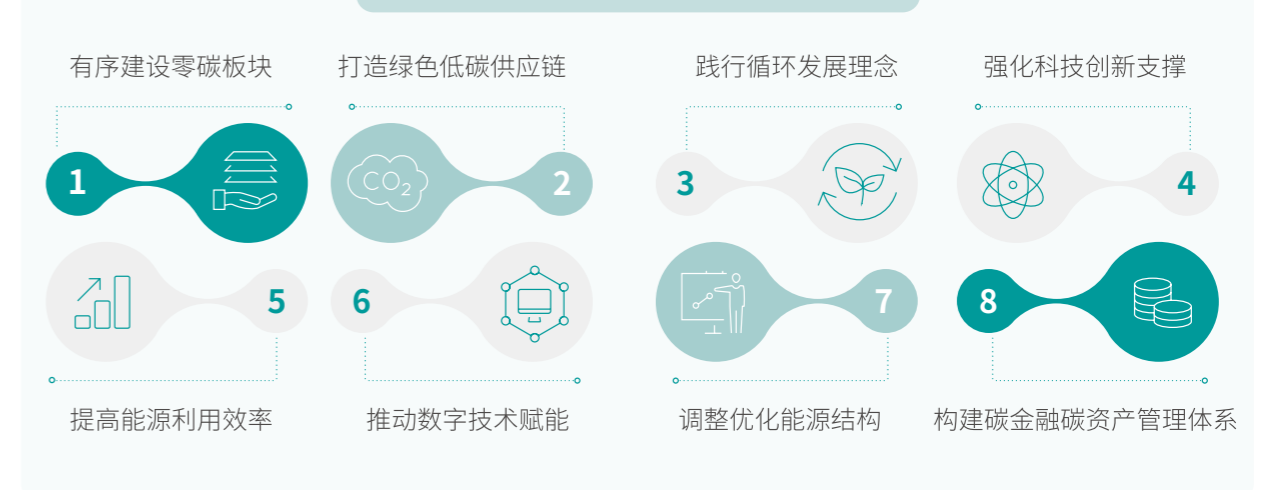 有序建设零碳板块
打造绿色低碳供应链
践行循环发展理念
强化科技创新支撑
1
CO2
2
3
4
5
6
7
8
提高能源利用效率
推动数字技术赋能
调整优化能源结构
构建碳金融碳资产管理体系